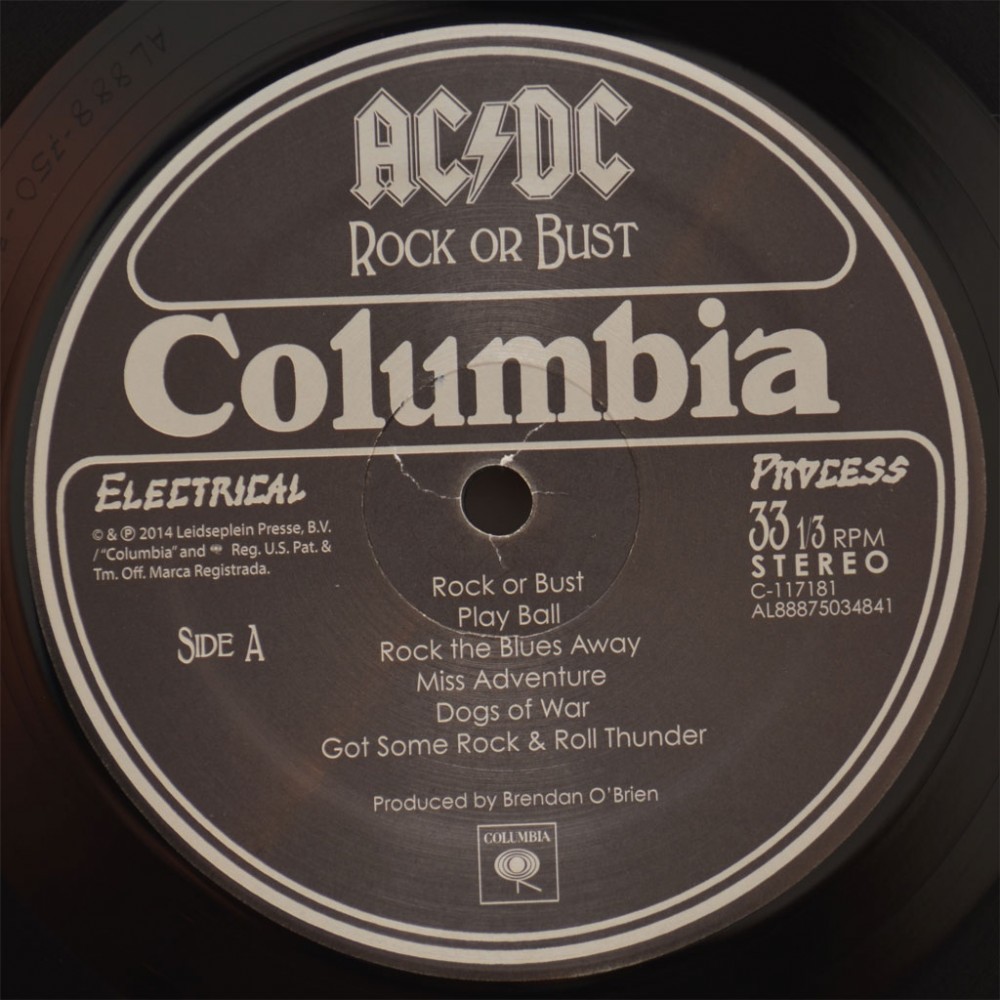 AC/DC
ROCK OR BUST
Columbia
ELECTRICAL
© & ℗ 2014 Leidseplein Presse, B.V.
/"Columbia" and Reg. U.S. Pat. &
Tm. Off. Marca Registrada.
SIDE A
PROCESS
33 1/3 RPM
STEREO
C-117181
AL88875034841
Rock or Bust
Play Ball
Rock the Blues Away
Miss Adventure
Dogs of War
Got Some Rock & Roll Thunder
Produced by Brendan O'Brien
COLUMBIA